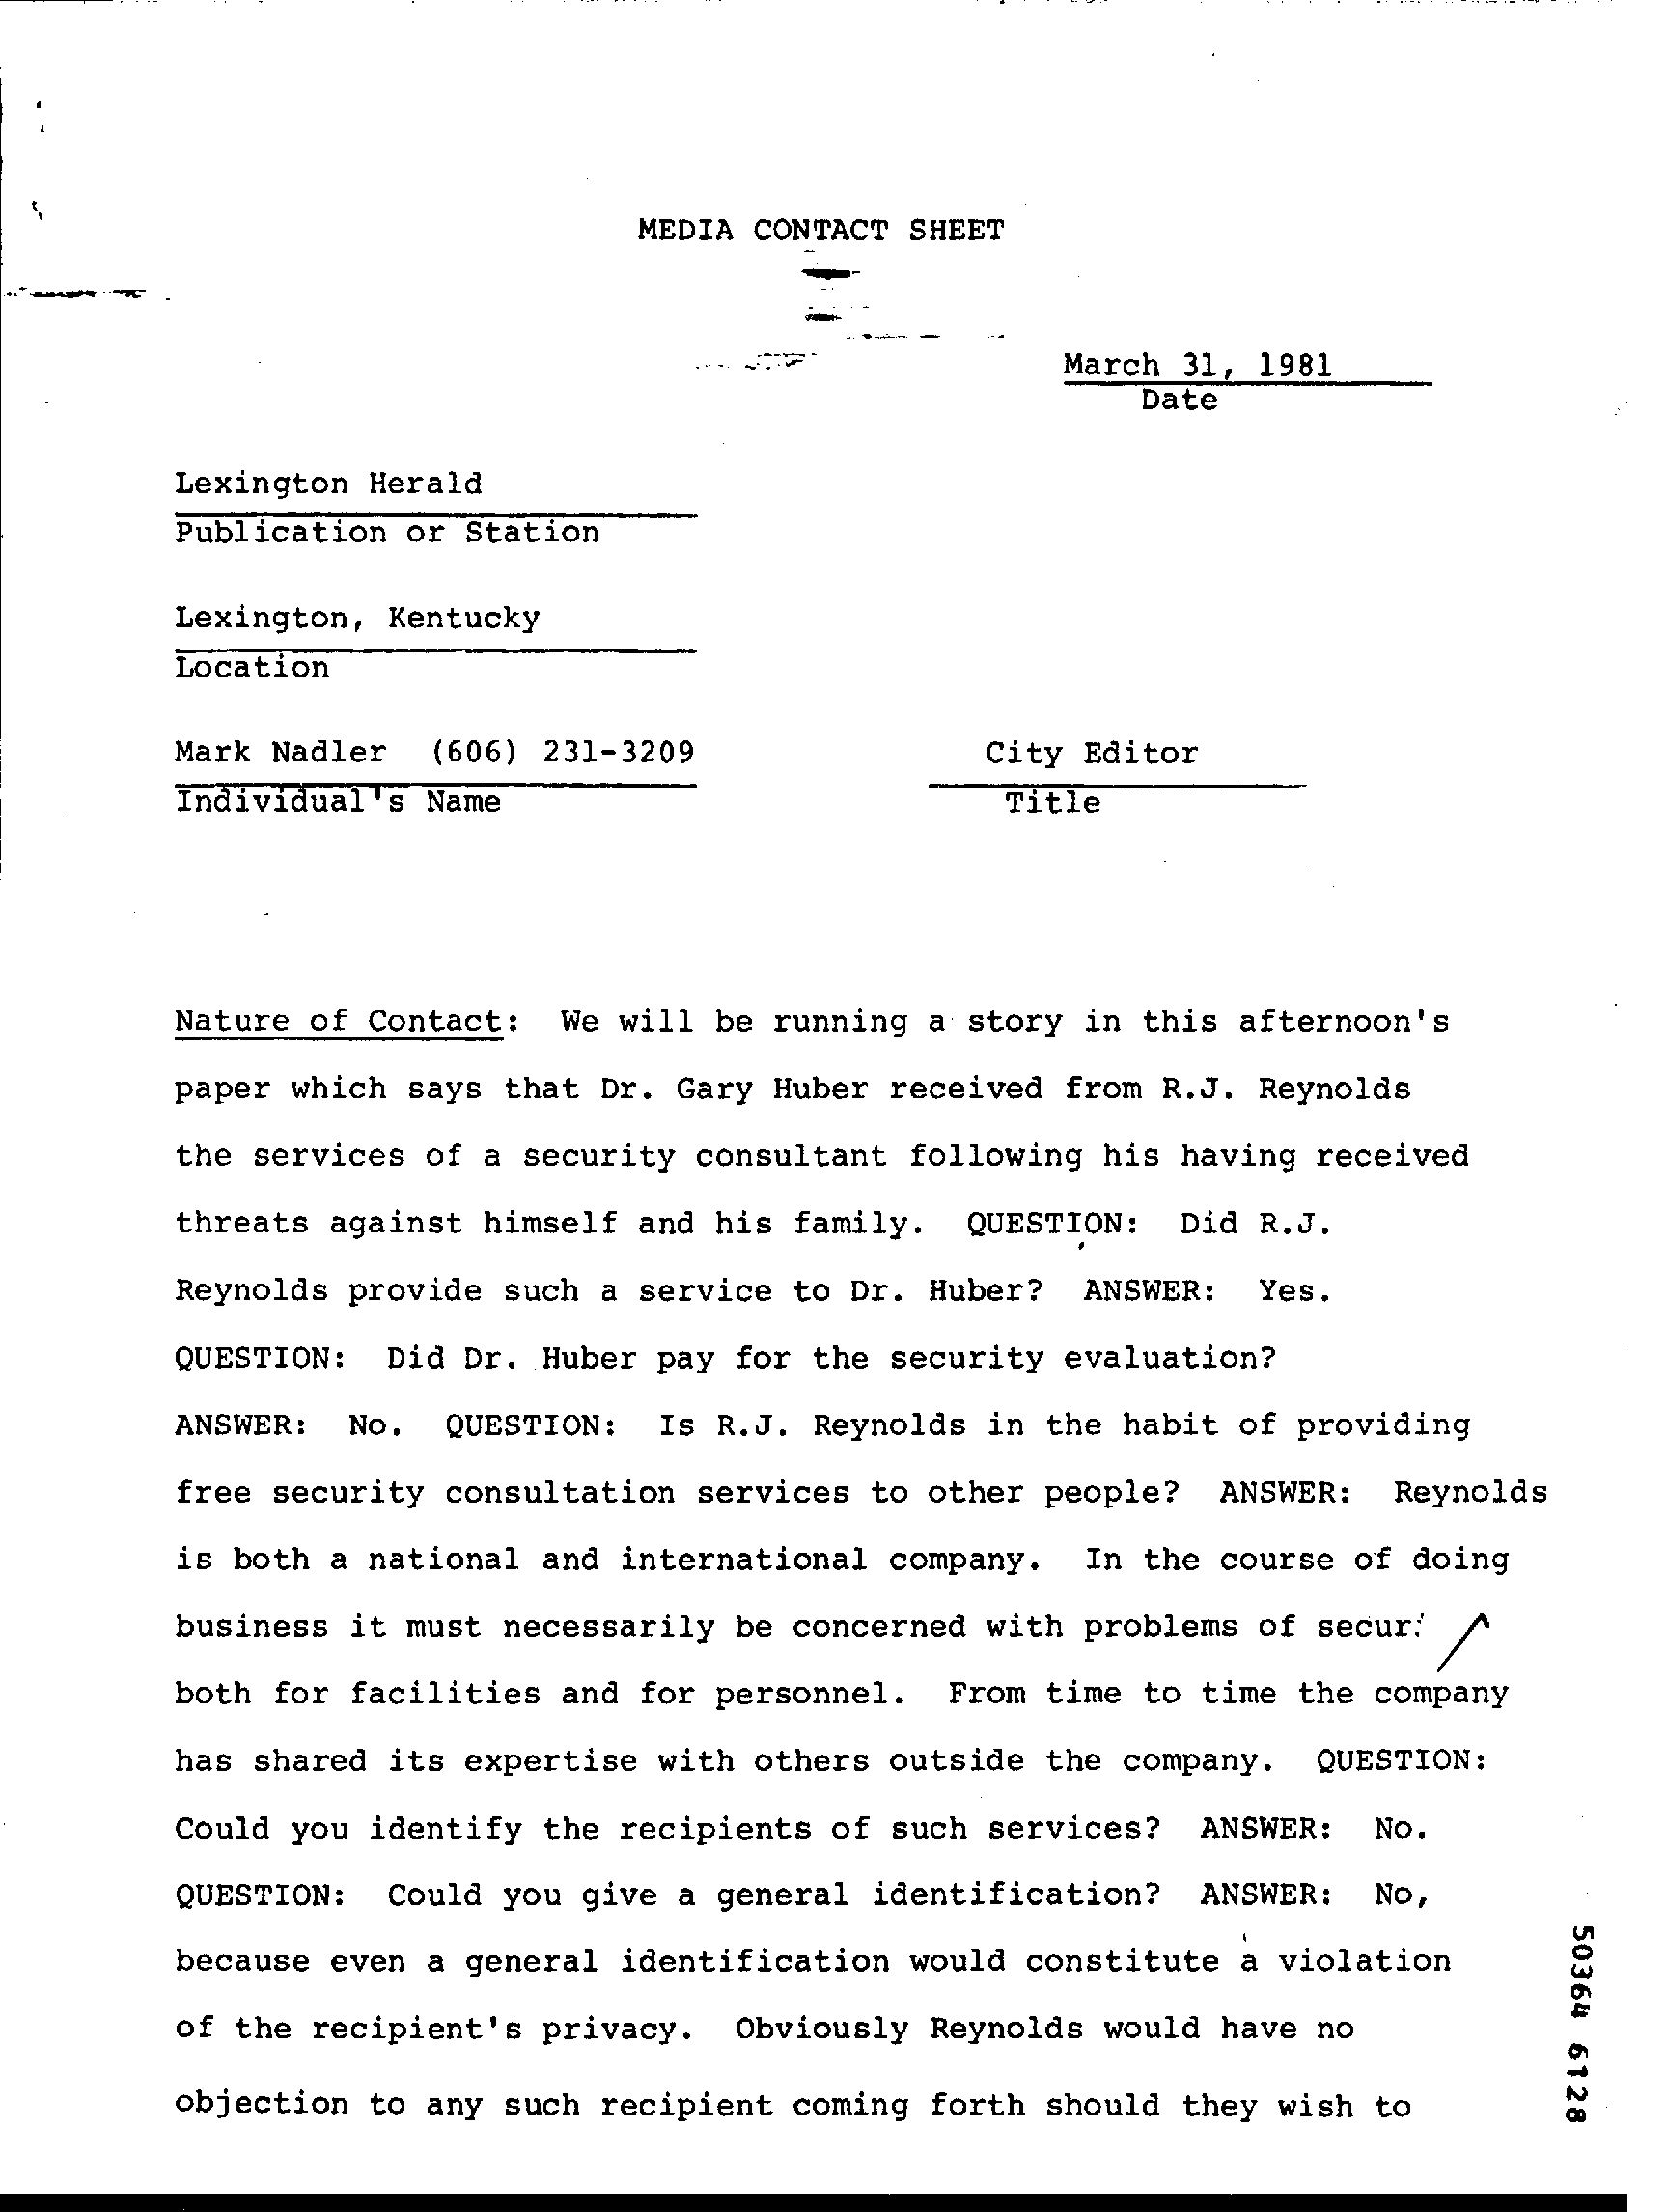 MEDIA CONTACT SHEET
March 31, 1981
Date
Lexington Herald
Publication or Station
Lexington, Kentucky
Location
Mark Nadler (606) 231-3209 City Editor
Individual's Name Title
Nature of Contact: We will be running a story in this afternoon's
paper which says that Dr. Gary Huber received from R.J. Reynolds
the services of a security consultant following his having received
threats against himself and his family. QUESTION: Did R.J.
Reynolds provide such a service to Dr. Huber? ANSWER: Yes.
QUESTION: Did Dr. Huber pay for the security evaluation?
ANSWER: No. QUESTION: Is R.J. Reynolds in the habit of providing
free security consultation services to other people? ANSWER: Reynolds
is both a national and international company. In the course of doing
business it must necessarily be concerned with problems of
both for facilities and for personnel. From time to time the company
has shared its expertise with others outside the company. QUESTION:
Could you identify the recipients of such services? ANSWER: No.
QUESTION: Could you give a general identification? ANSWER: No,
because even a general identification would constitute a violation
of the recipient's privacy. Obviously Reynolds would have no
objection to any such recipient coming forth should they wish to
50364 6128